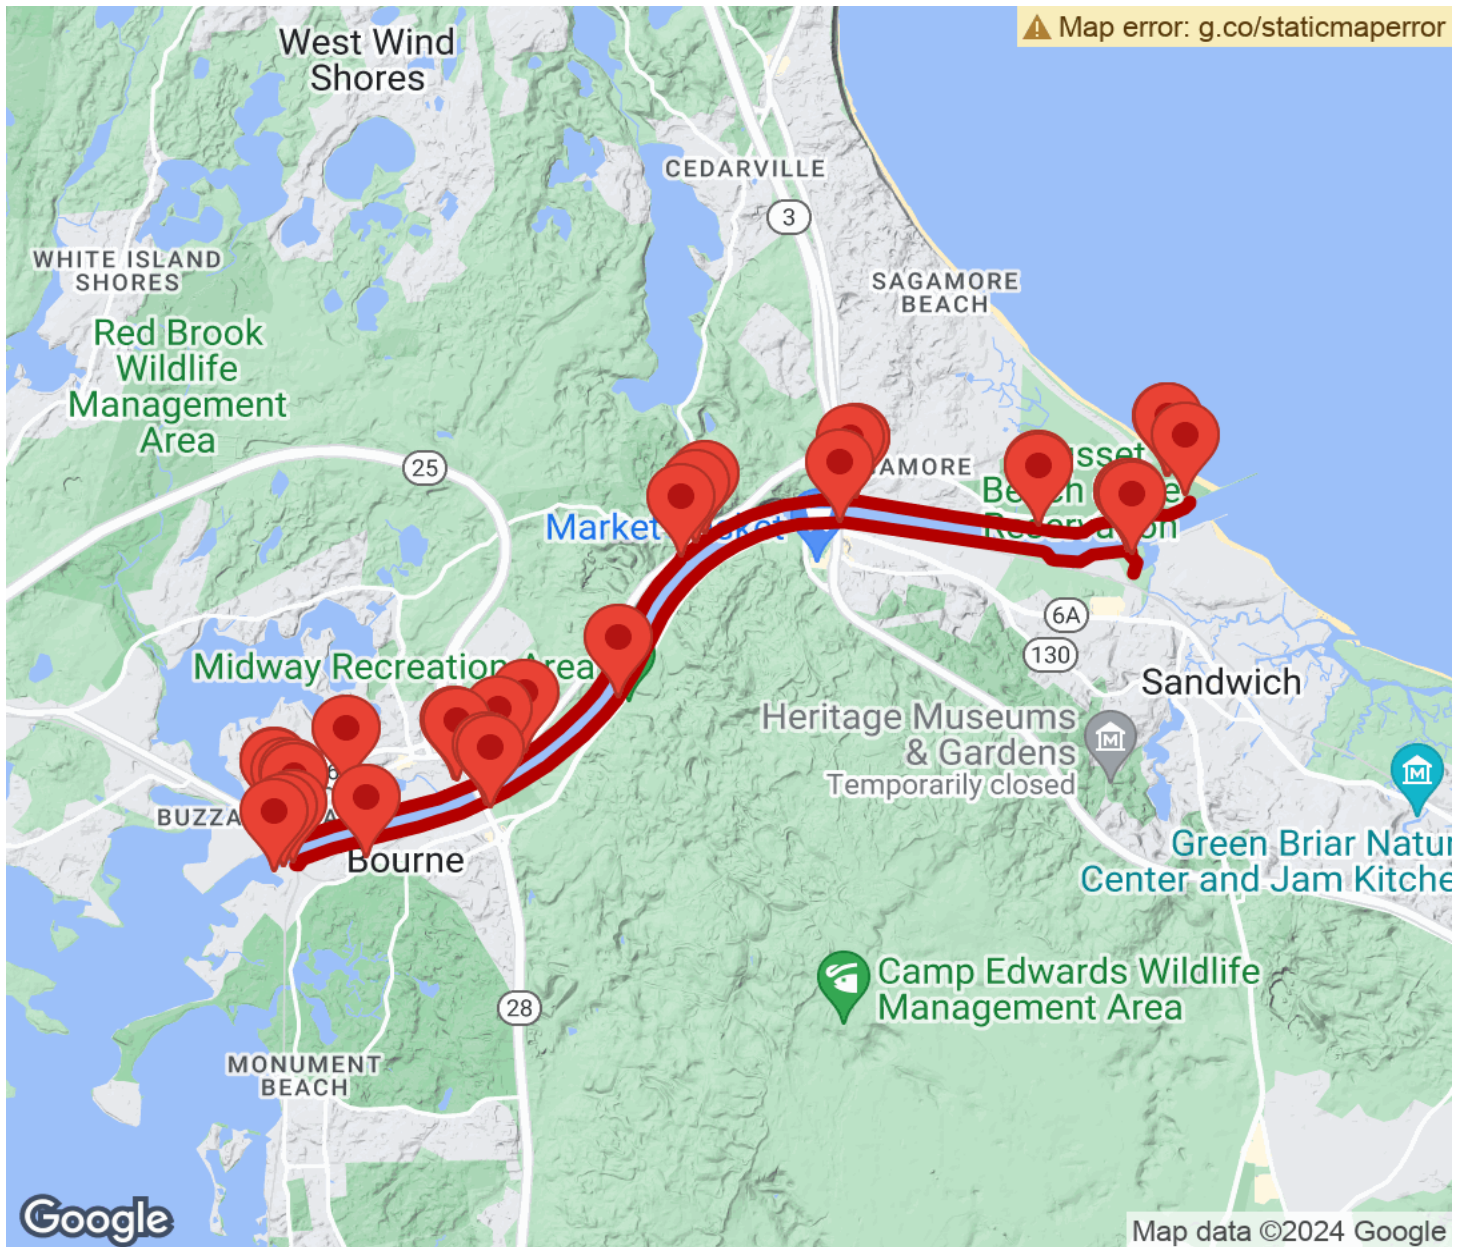 Map error: g.co/staticmaperror
West Wind
Shores
CEDARVILLE
3
WHITE ISLAND
SHORES
SAGAMORE
BEACH
Red Brook
Wildlife
Management
Area
25
Market
Reservation
6A
130
Midway Recreation Area
Sandwich
Heritage Museums
& Gardens
Temporarily closed
Bourne
Green Briar
Center and Jam
28
Camp Edwards Wildlife
Management Area
MONUMENT
BEACH
Google
Map data ©2024 Google